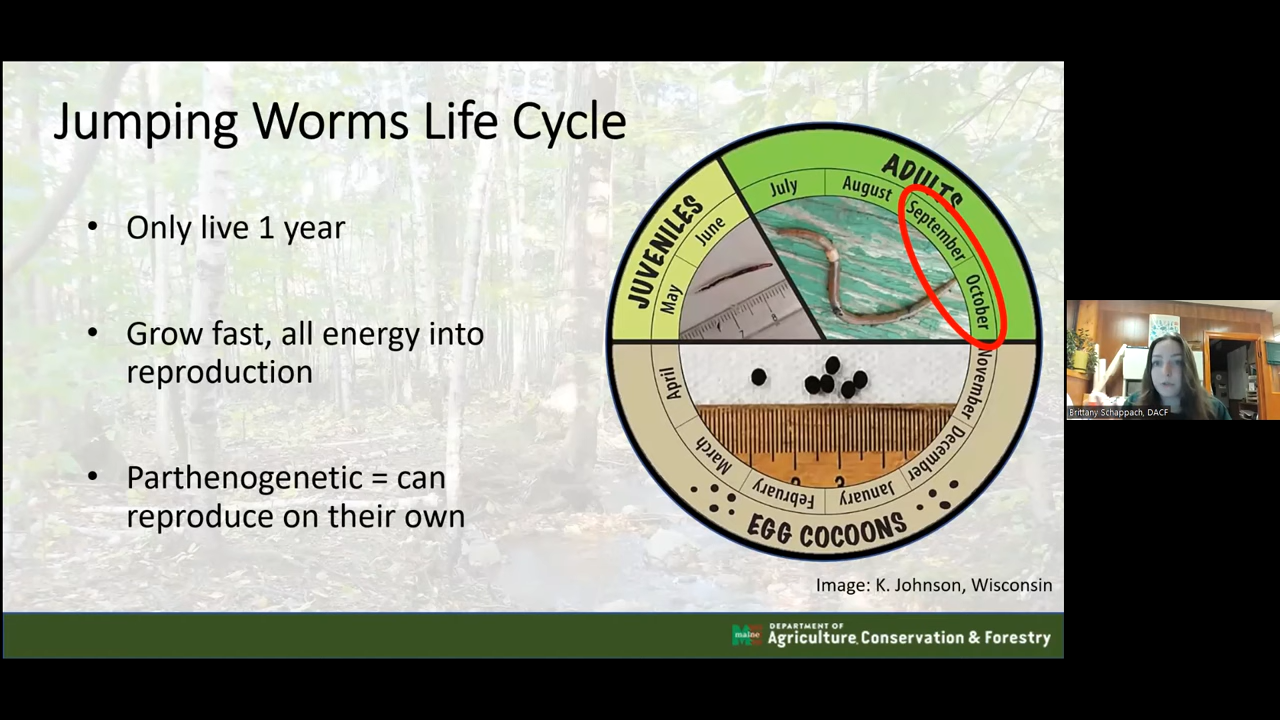 Jumping Worms Life Cycle
• Only live 1 year
• Grow fast, all energy into
reproduction
• Parthenogenetic = can
reproduce on their own
ADULTS
July
August
September
October
JUVENILES
June
May
November
December
January
February
March
April
EGG COCOONS
Image: K. Johnson, Wisconsin
maine
DEPARTMENT OF
Agriculture, Conservation & Forestry
Brittany Schappach, DACF